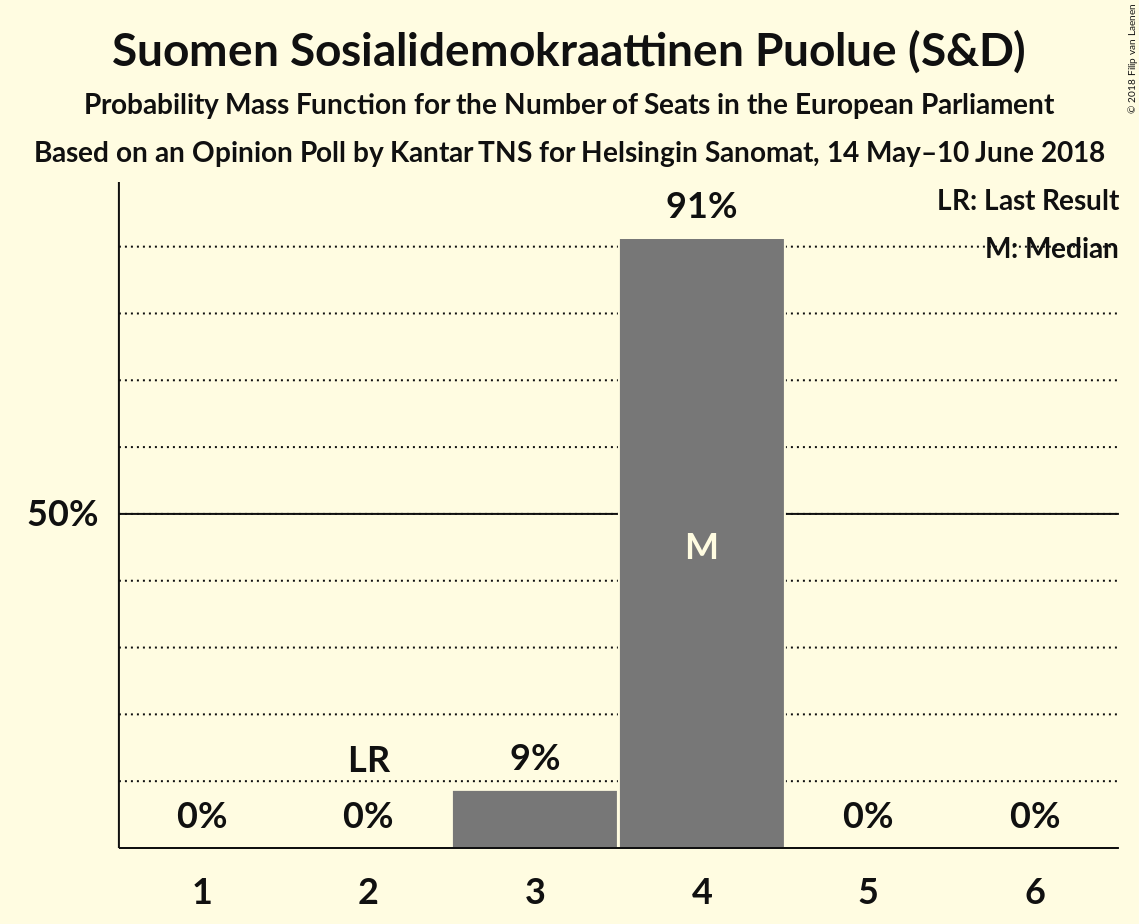 Suomen Sosialidemokraattinen Puolue (S&D)
Probability Mass Function for the Number of Seats in the European Parliament
Based on an Opinion Poll by Kantar TNS for Helsingin Sanomat, 14 May–10 June 2018
© 2018 Filip van Laenen
LR: Last Result
M: Median
91%
50%
M
LR
9%
0%
0%
0%
0%
1 2 3 4 5 6